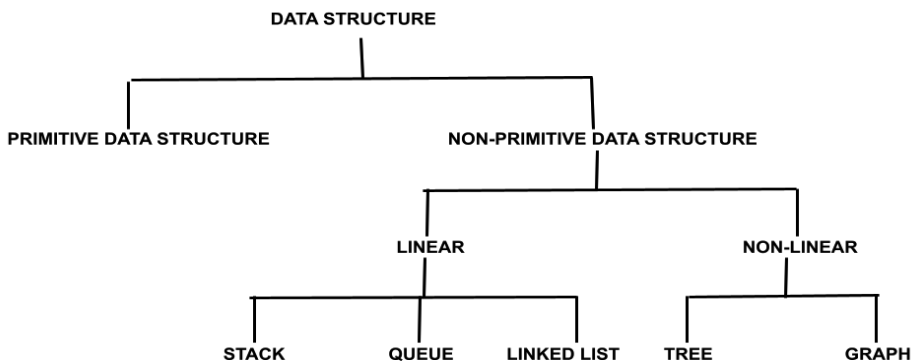 DATA STRUCTURE
PRIMITIVE DATA STRUCTURE
NON-PRIMITIVE DATA STRUCTURE
LINEAR
NON-LINEAR
STACK
QUEUE
LINKED LIST
TREE
GRAPH